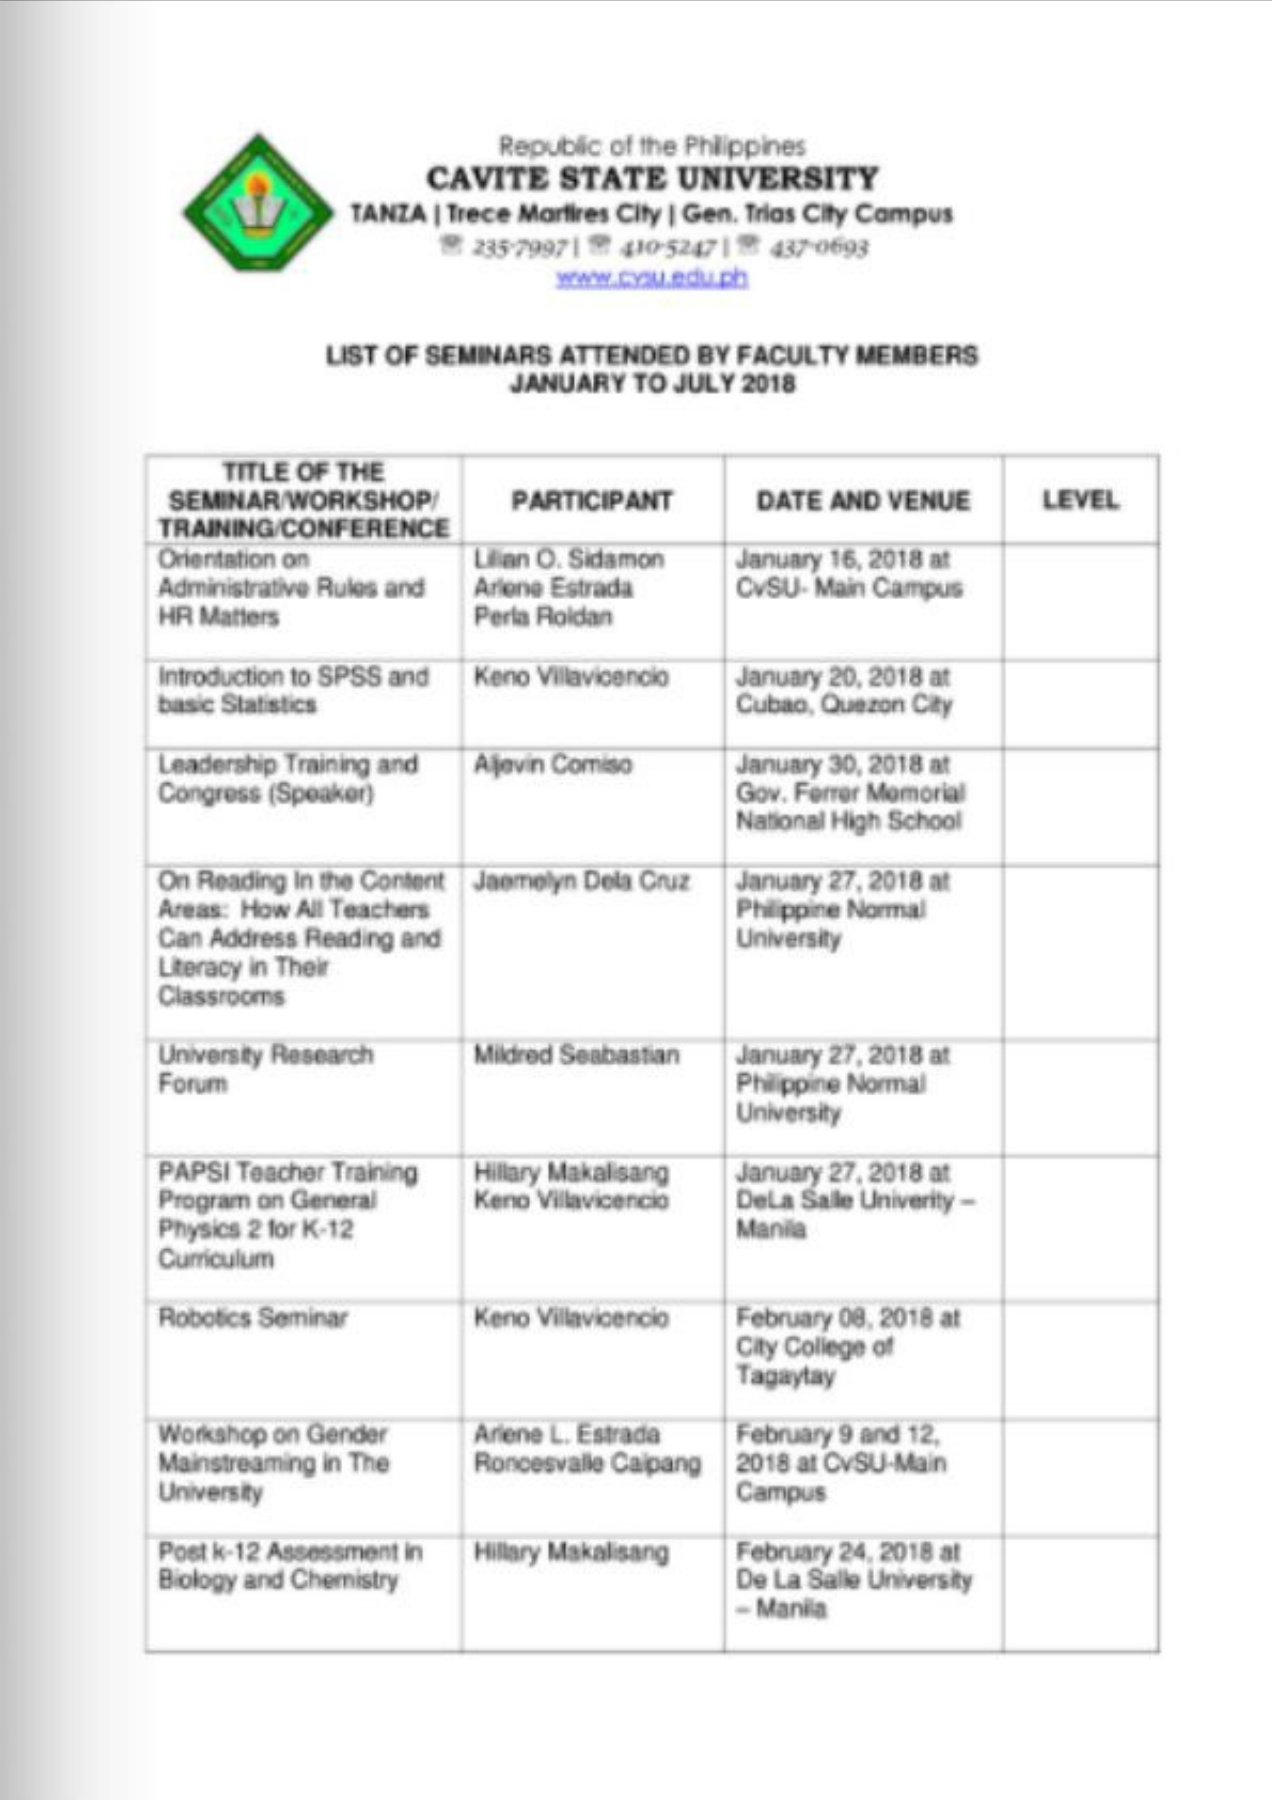 Republic of the Philippines
CAVITE STATE UNIVERSITY
TANZA | Trece Martires City | Gen. Trias City Campus
☏ 235-7997 | ☏ 410-5247 | ☏ 437-0693
www.cvsu.edu.ph
LIST OF SEMINARS ATTENDED BY FACULTY MEMBERS
JANUARY TO JULY 2018
TITLE OF THE
SEMINAR/WORKSHOP/
TRAINING/CONFERENCE
PARTICIPANT
DATE AND VENUE
LEVEL
Orientation on
Administrative Rules and
HR Matters
Lilian O. Sidamon
Arlene Estrada
Perla Roldan
January 16, 2018 at
CvSU- Main Campus
Introduction to SPSS and
basic Statistics
Keno Villavicencio
January 20, 2018 at
Cubao, Quezon City
Leadership Training and
Congress (Speaker)
Aljevin Comiso
January 30, 2018 at
Gov. Ferrer Memorial
National High School
On Reading In the Content
Areas: How All Teachers
Can Address Reading and
Literacy in Their
Classrooms
Jaemelyn Dela Cruz
January 27, 2018 at
Philippine Normal
University
University Research
Forum
Mildred Seabastian
January 27, 2018 at
Philippine Normal
University
PAPSI Teacher Training
Program on General
Physics 2 for K-12
Curriculum
Hillary Makalisang
Keno Villavicencio
January 27, 2018 at
DeLa Salle Univerity –
Manila
Robotics Seminar
Keno Villavicencio
February 08, 2018 at
City College of
Tagaytay
Workshop on Gender
Mainstreaming in The
University
Arlene L. Estrada
Roncesvalle Caipang
February 9 and 12,
2018 at CvSU-Main
Campus
Post k-12 Assessment in
Biology and Chemistry
Hillary Makalisang
February 24, 2018 at
De La Salle University
– Manila